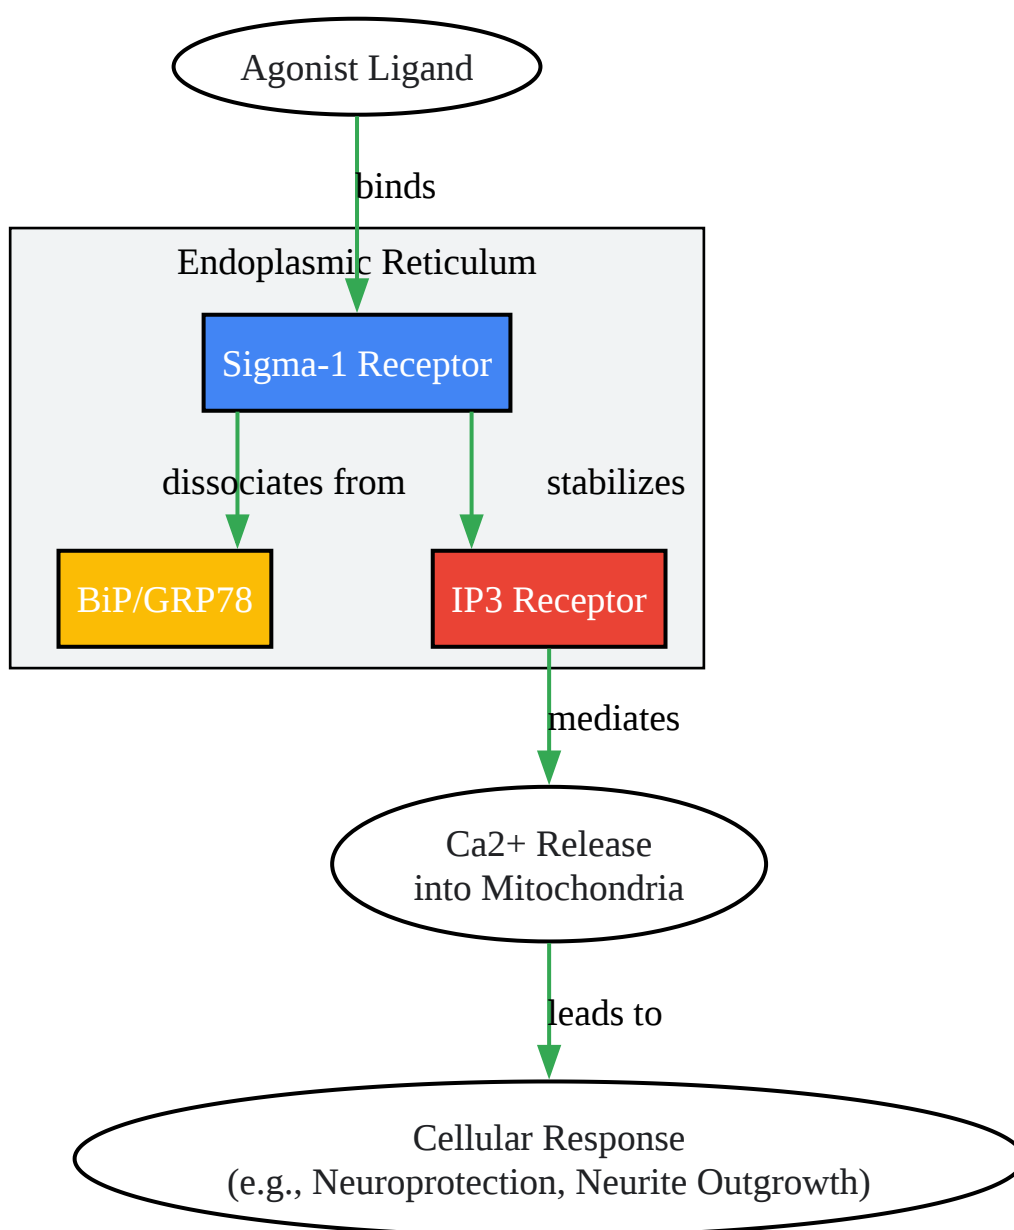 Agonist Ligand
binds
Endoplasmic Reticulum
Sigma-1 Receptor
dissociates from
stabilizes
BiP/GRP78
IP3 Receptor
mediates
Ca2+ Release
into Mitochondria
leads to
Cellular Response
(e.g., Neuroprotection, Neurite Outgrowth)